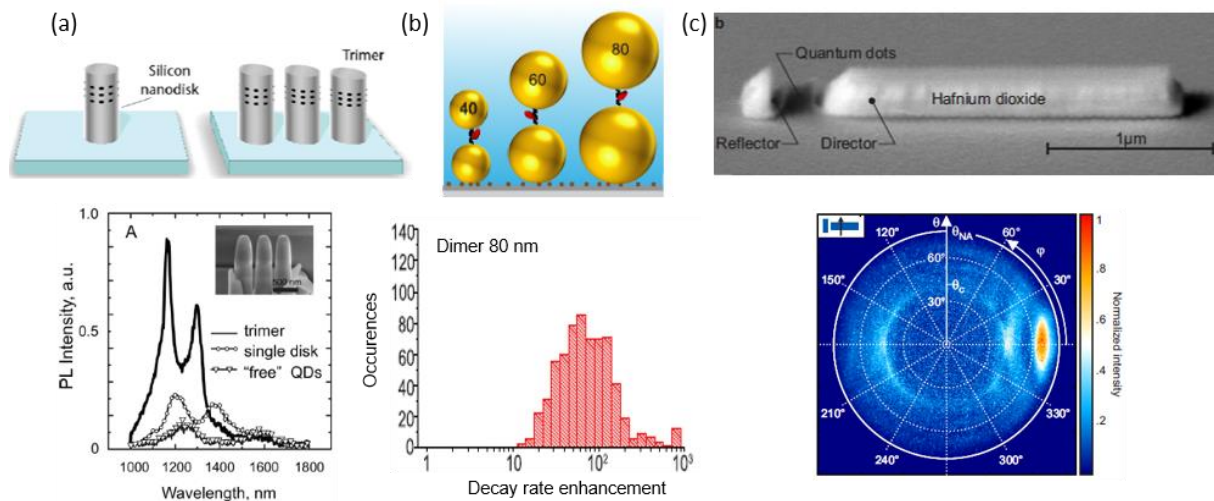 (a)
Silicon
nanodisk
Trimer
(b)
40
60
80
(c)
b
Quantum dots
Hafnium dioxide
Reflector
Director
1μm
PL Intensity, a.u.
1.0
0.5
0
A
500 nm
trimer
single disk
"free" QDs
1000 1200 1400 1600 1800
Wavelength, nm
Occurences
140
120
100
80
60
40
20
0
Dimer 80 nm
1 10 10² 10³
Decay rate enhancement
120° θ θNA 60° φ
150° 60° 30°
θc
30°
210° 330°
240° 300°
1
.8
.6
.4
.2
Normalized intensity